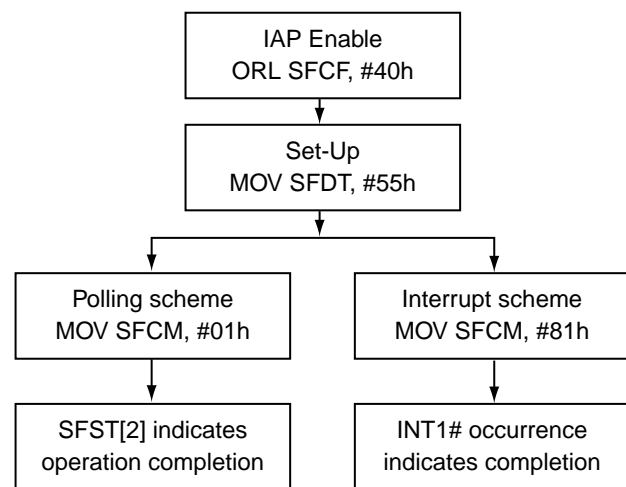 IAP Enable
ORL SFCF, #40h
Set-Up
MOV SFDT, #55h
Polling scheme
MOV SFCM, #01h
Interrupt scheme
MOV SFCM, #81h
SFST[2] indicates
operation completion
INT1# occurrence
indicates completion